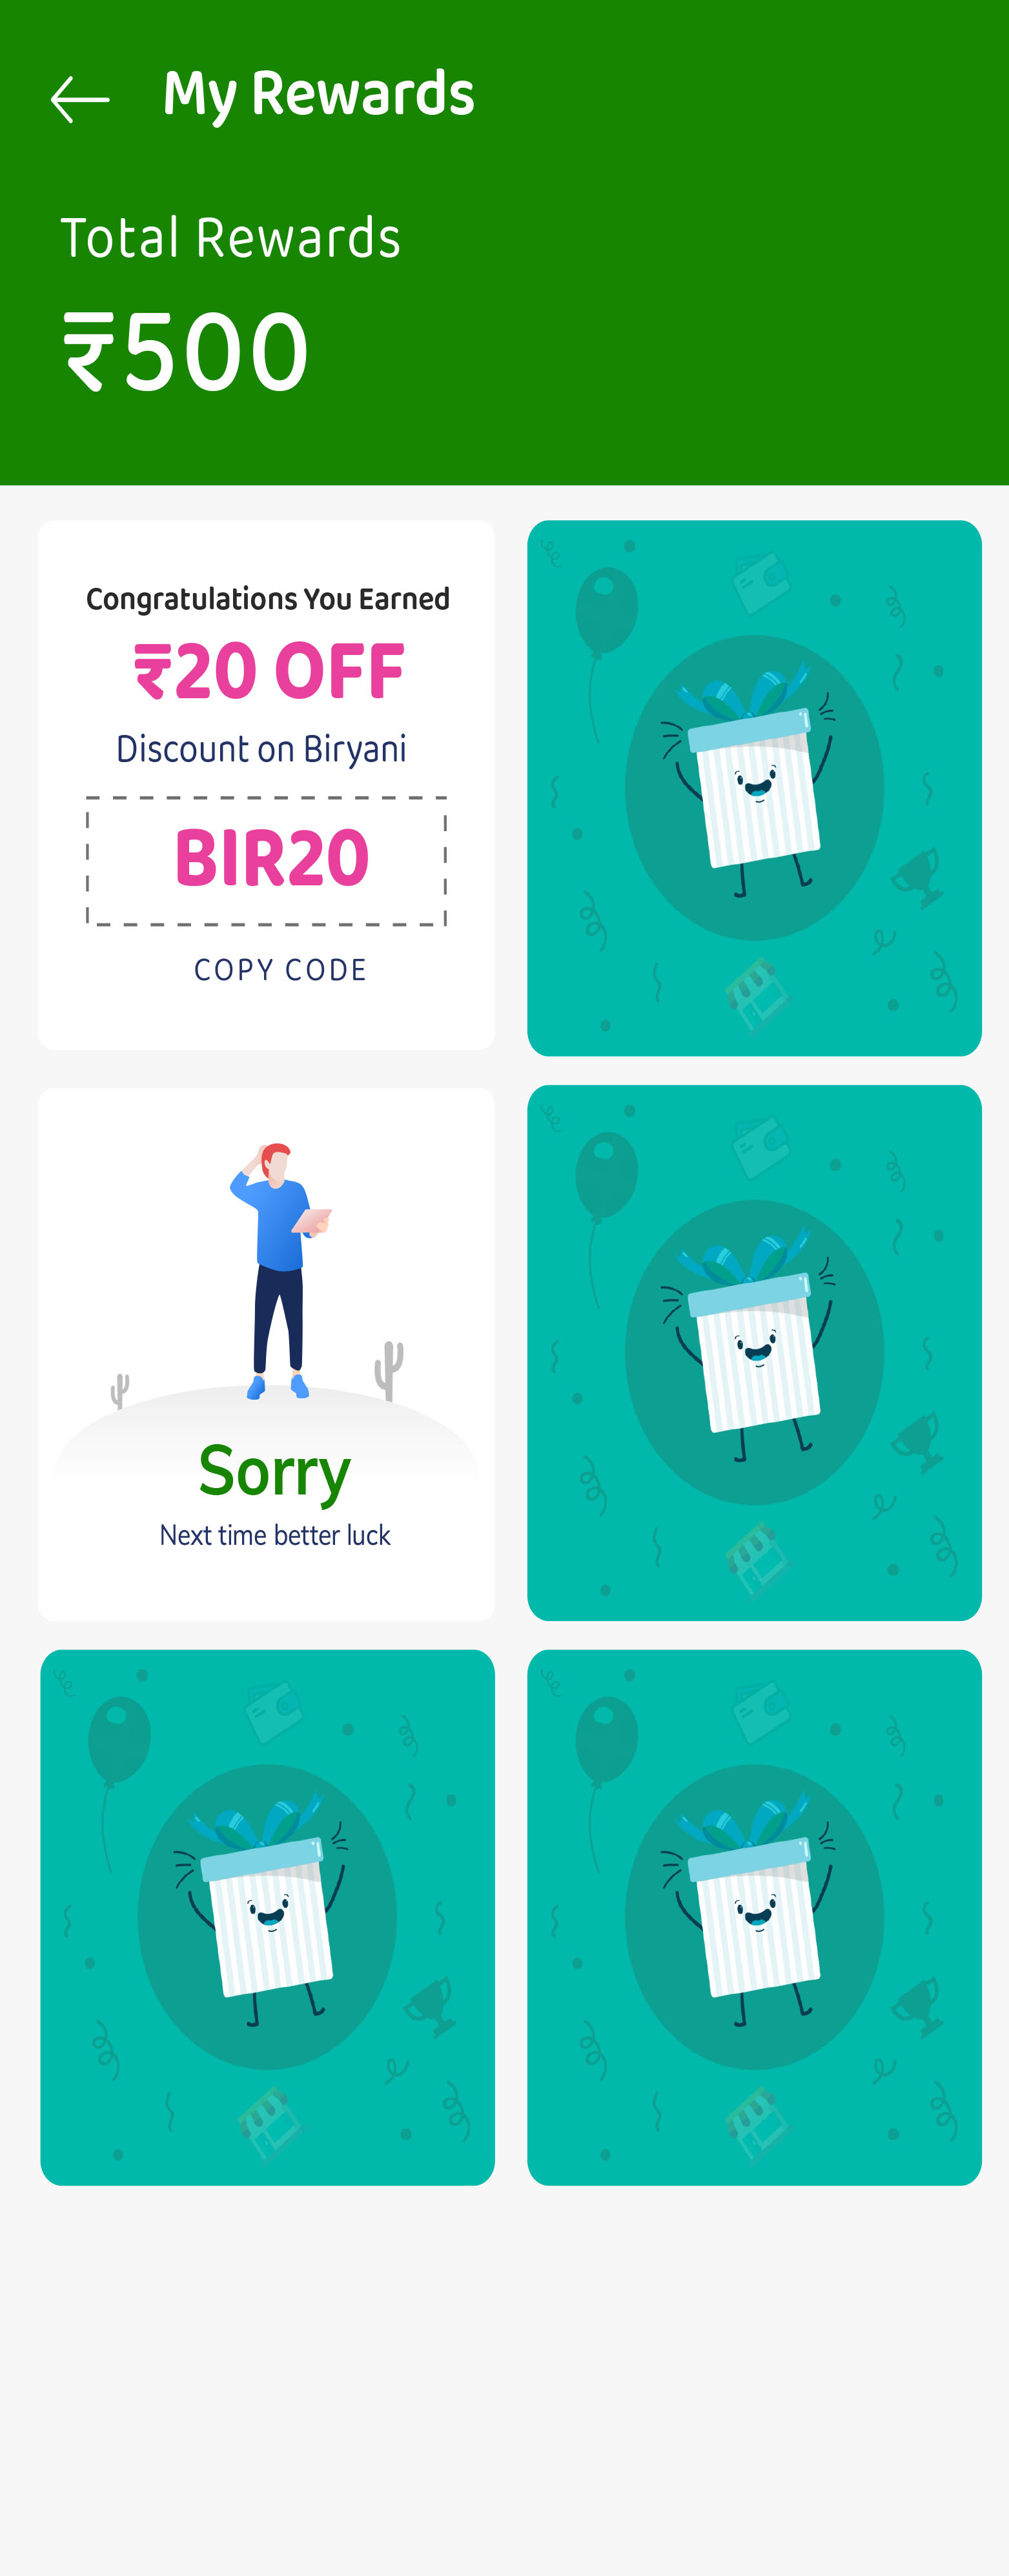 My Rewards
Total Rewards
₹500
Congratulations You Earned
₹20 OFF
Discount on Biryani
BIR20
COPY CODE
Sorry
Next time better luck